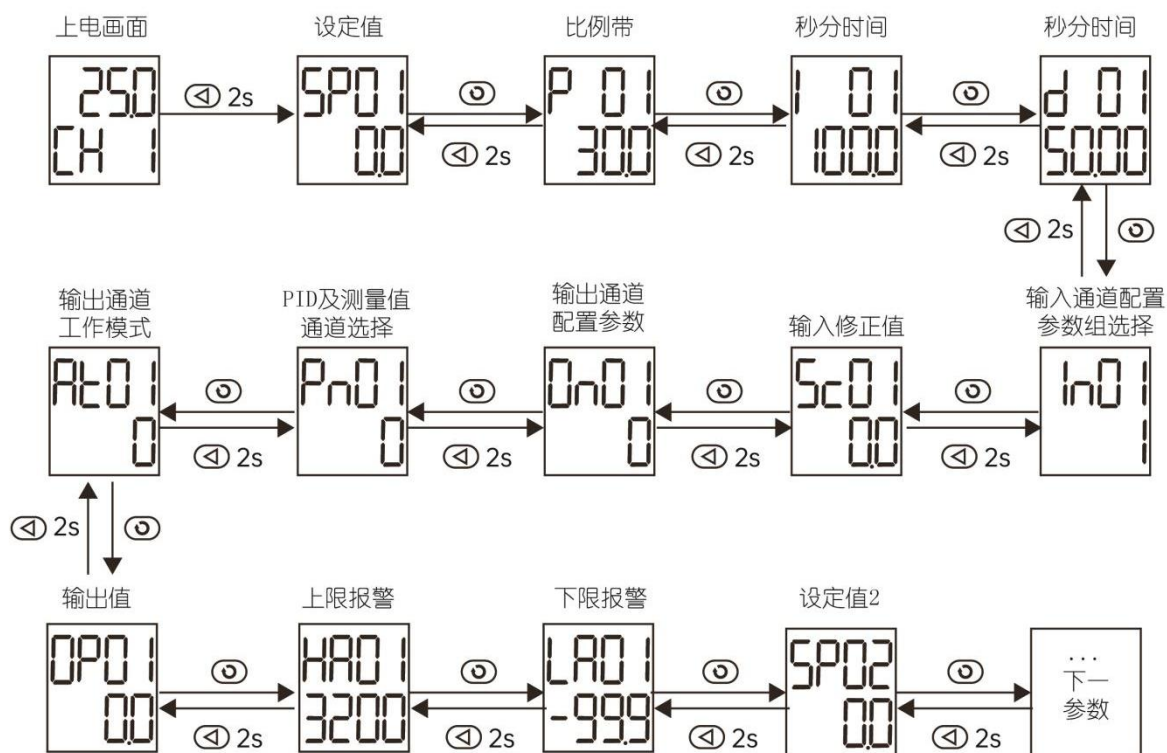 上电画面
25.0
CH 1
2s
设定值
SP01
0.0
2s
比例带
P 01
30.0
2s
秒分时间
I 01
100.0
2s
秒分时间
d 01
50.00
2s
输入通道配置
参数组选择
In01
1
2s
输入修正值
Sc01
0.0
2s
输出通道
配置参数
On01
0
2s
PID及测量值
通道选择
Pn01
0
2s
输出通道
工作模式
At01
0
2s
输出值
OP01
0.0
2s
上限报警
HA01
3200
2s
下限报警
LA01
-99.9
2s
设定值2
SP02
0.0
2s
...
下一
参数